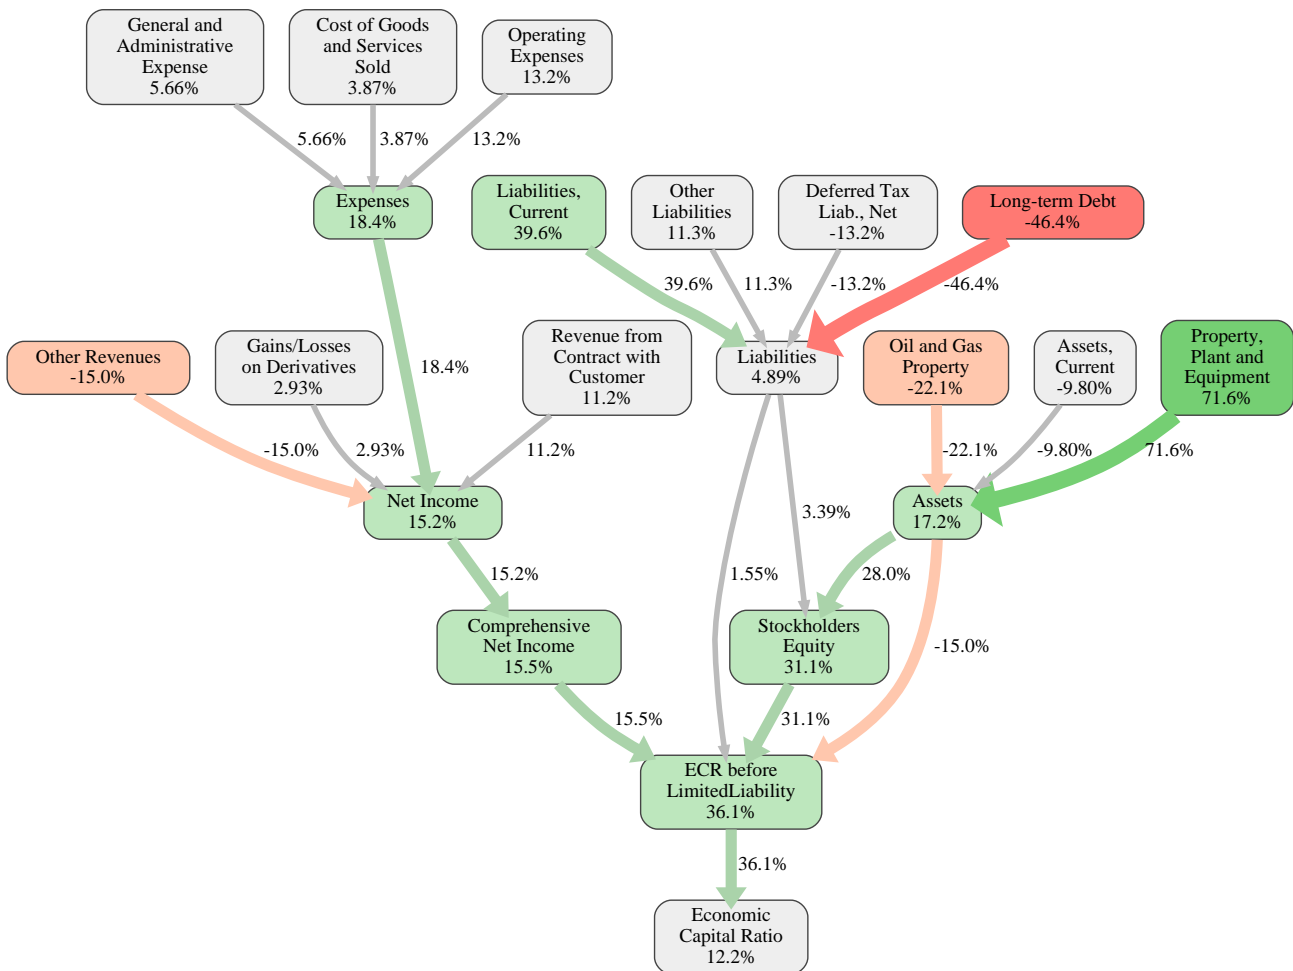 General and
Administrative
Expense
5.66%
Cost of Goods
and Services
Sold
3.87%
Operating
Expenses
13.2%
5.66%
3.87%
13.2%
Expenses
18.4%
Liabilities,
Current
39.6%
Other
Liabilities
11.3%
Deferred Tax
Liab., Net
-13.2%
Long-term Debt
-46.4%
39.6%
11.3%
-13.2%
-46.4%
Other Revenues
-15.0%
Gains/Losses
on Derivatives
2.93%
18.4%
Revenue from
Contract with
Customer
11.2%
Liabilities
4.89%
Oil and Gas
Property
-22.1%
Assets,
Current
-9.80%
Property,
Plant and
Equipment
71.6%
-15.0%
2.93%
11.2%
-22.1%
-9.80%
71.6%
Net Income
15.2%
3.39%
Assets
17.2%
15.2%
1.55%
28.0%
Comprehensive
Net Income
15.5%
Stockholders
Equity
31.1%
-15.0%
15.5%
31.1%
ECR before
LimitedLiability
36.1%
36.1%
Economic
Capital Ratio
12.2%